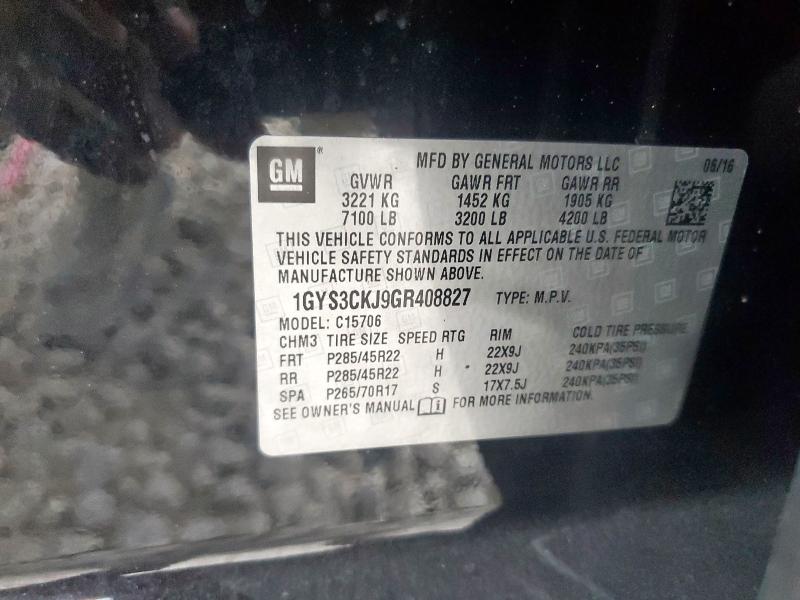 GM ® MFD BY GENERAL MOTORS LLC 06/16
GVWR GAWR FRT GAWR RR
3221 KG 1452 KG 1905 KG
7100 LB 3200 LB 4200 LB
THIS VEHICLE CONFORMS TO ALL APPLICABLE U.S. FEDERAL MOTOR
VEHICLE SAFETY STANDARDS IN EFFECT ON THE DATE OF
MANUFACTURE SHOWN ABOVE.
1GYS3CKJ9GR408827 TYPE: M.P.V.
MODEL: C15706
CHM3 TIRE SIZE SPEED RTG RIM COLD TIRE PRESSURE
FRT P285/45R22 H 22X9J 240KPA(35PSI)
RR P285/45R22 H 22X9J 240KPA(35PSI)
SPA P265/70R17 S 17X7.5J 240KPA(35PSI)
SEE OWNER'S MANUAL FOR MORE INFORMATION.